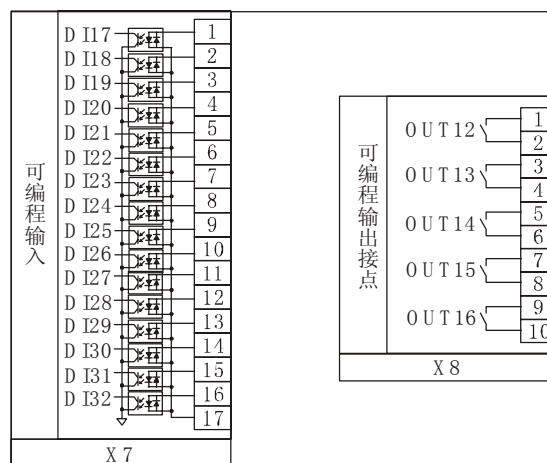 可编程输入
DI17 1
DI18 2
DI19 3
DI20 4
DI21 5
DI22 6
DI23 7
DI24 8
DI25 9
DI26 10
DI27 11
DI28 12
DI29 13
DI30 14
DI31 15
DI32 16
17
X7
可编程输出接点
OUT12 1
2
OUT13 3
4
OUT14 5
6
OUT15 7
8
OUT16 9
10
X8